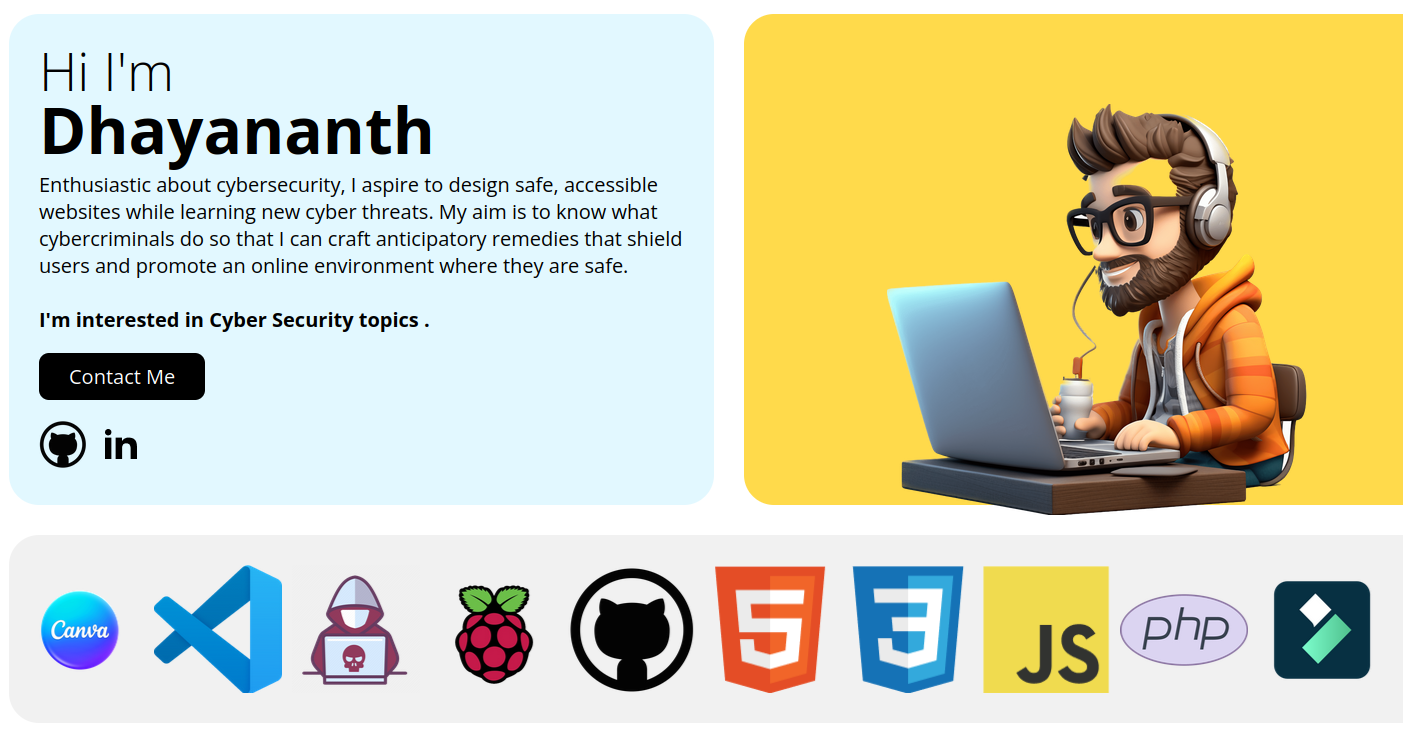 Hi I'm
Dhayananth
Enthusiastic about cybersecurity, I aspire to design safe, accessible
websites while learning new cyber threats. My aim is to know what
cybercriminals do so that I can craft anticipatory remedies that shield
users and promote an online environment where they are safe.
I'm interested in Cyber Security topics .
Contact Me
in
Canva
5
3
JS
php